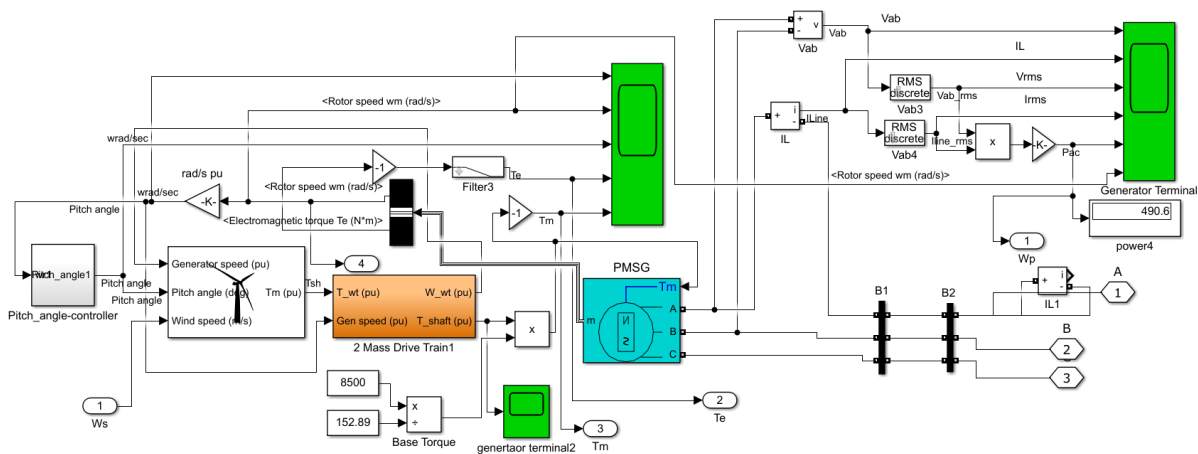 Vab
+
-
v
Vab
Vab
IL
RMS
discrete
Vab3
Vab_rms
Vrms
Irms
i
+
-
ILine
IL
RMS
discrete
Vab4
Iline_rms
x
-K-
Pac
<Rotor speed wm (rad/s)>
Generator Terminal
490.6
power4
1
Wp
<Rotor speed wm (rad/s)>
wrad/sec
-1
Filter3
Te
rad/s pu
<Rotor speed wm (rad/s)>
wrad/sec
Pitch angle
-K-
<Electromagnetic torque Te (N*m)>
-1
Tm
4
Pitch_angle1
Pitch angle
Pitch angle
Pitch_angle-controller
Generator speed (pu)
Pitch angle (deg)
Wind speed (m/s)
Tm (pu)
Tsh
T_wt (pu)
W_wt (pu)
Gen speed (pu)
T_shaft (pu)
2 Mass Drive Train1
x
PMSG
Tm
m
N
S
A
B
C
B1
B2
i
+
-
IL1
A
1
B
2
3
8500
152.89
x
÷
Base Torque
genertaor terminal2
1
Ws
3
Tm
2
Te